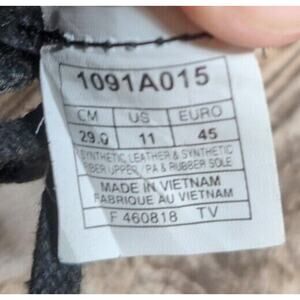 1091A015
CM US EURO
29.0 11 45
SYNTHETIC LEATHER & SYNTHETIC
UPPER / PA & RUBBER SOLE
MADE IN VIETNAM
FABRIQUE AU VIETNAM
F 460818 TV